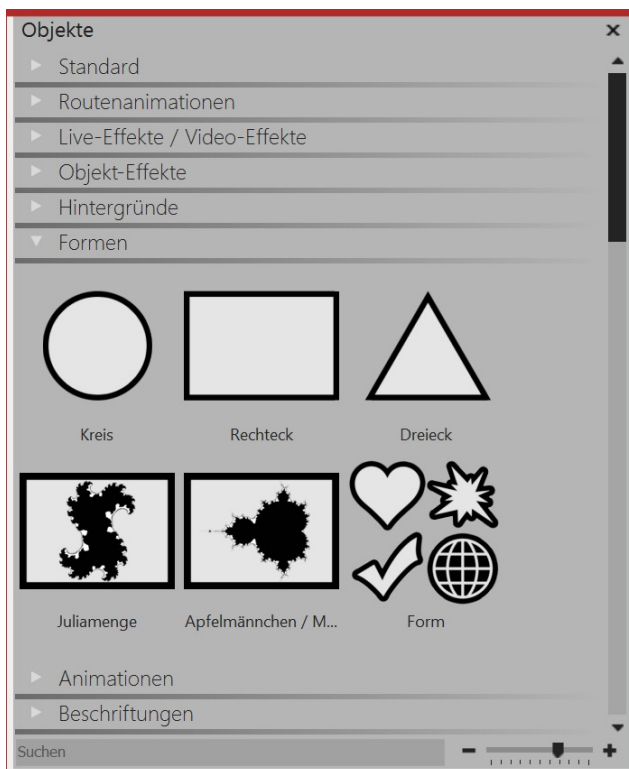 Objekte
Standard
Routenanimationen
Live-Effekte / Video-Effekte
Objekt-Effekte
Hintergründe
Formen
Kreis Rechteck Dreieck
Juliamenge Apfelmännchen / M... Form
Animationen
Beschriftungen
Suchen